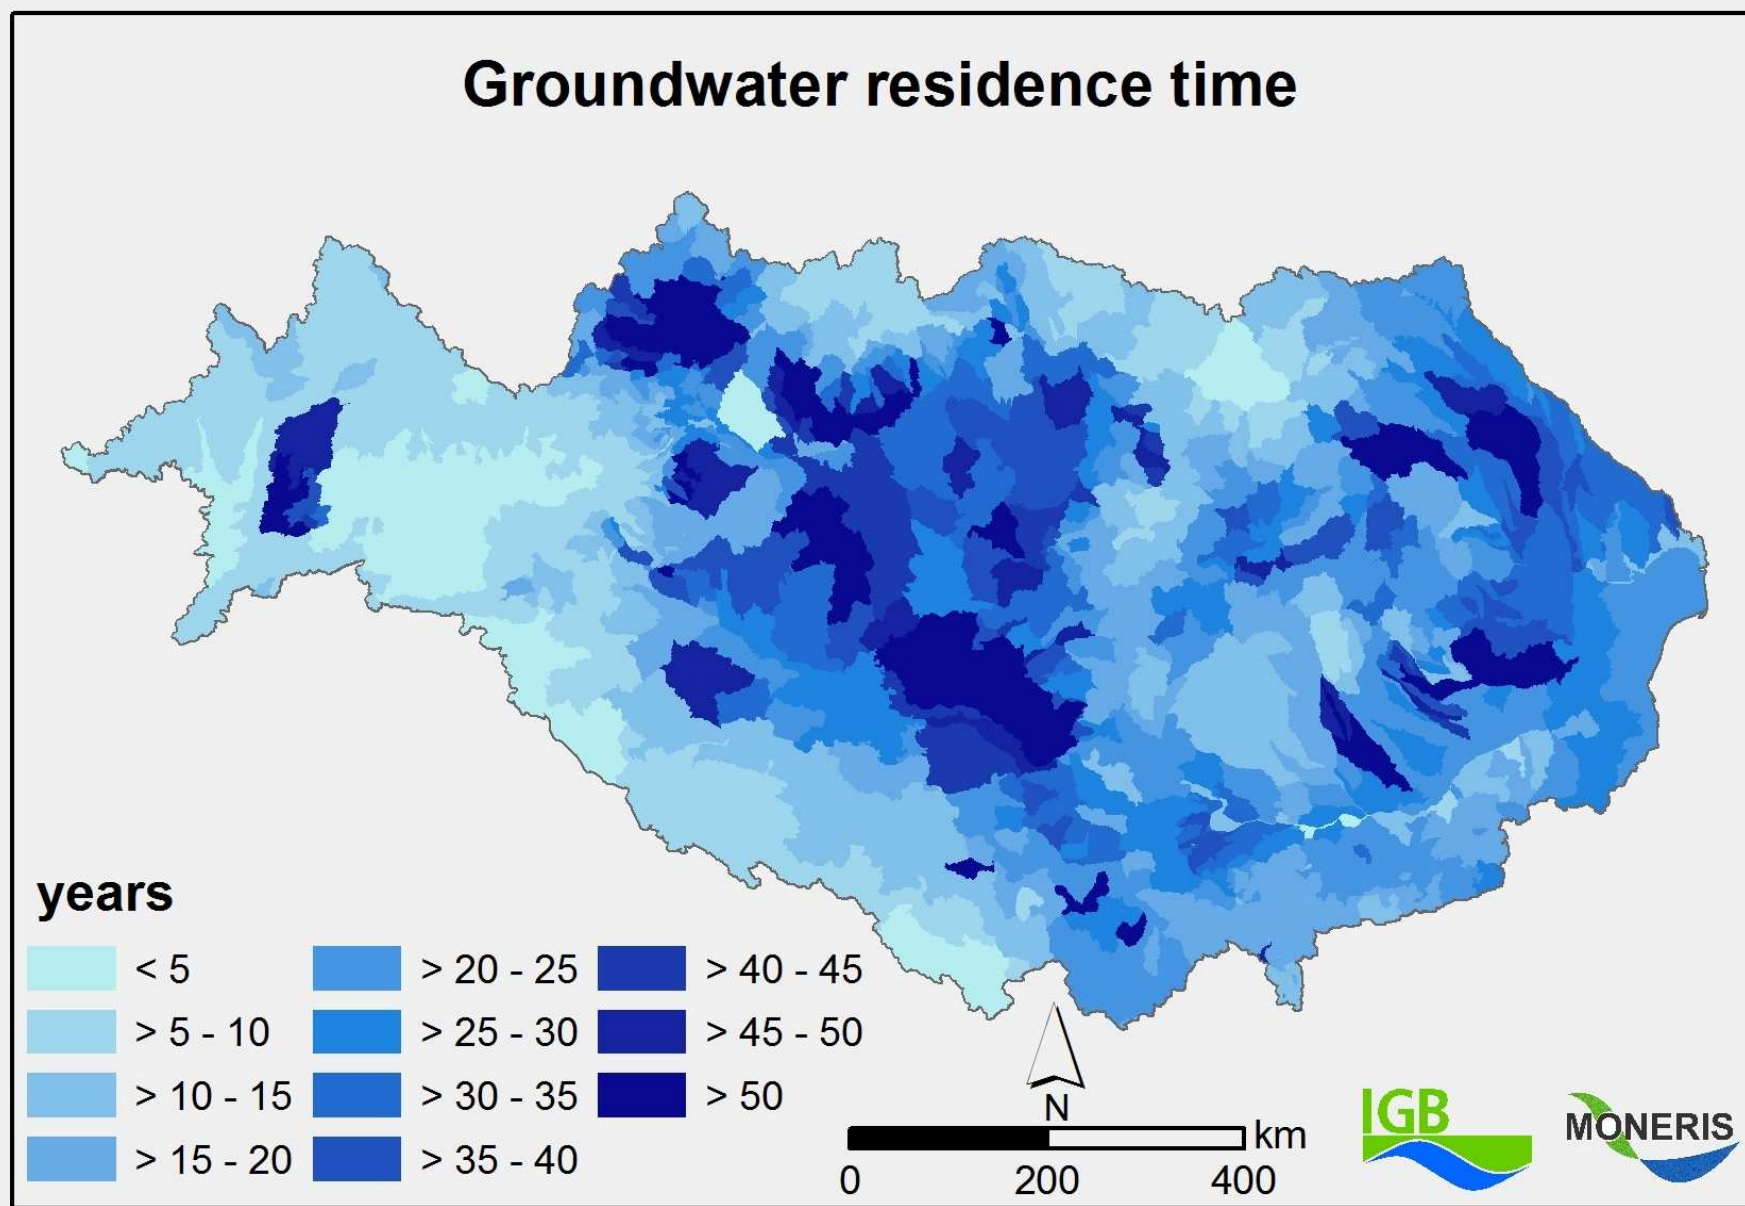 Groundwater residence time
years
< 5
> 5 - 10
> 10 - 15
> 15 - 20
> 20 - 25
> 25 - 30
> 30 - 35
> 35 - 40
> 40 - 45
> 45 - 50
> 50
N
km
0 200 400
IGB
MONERIS